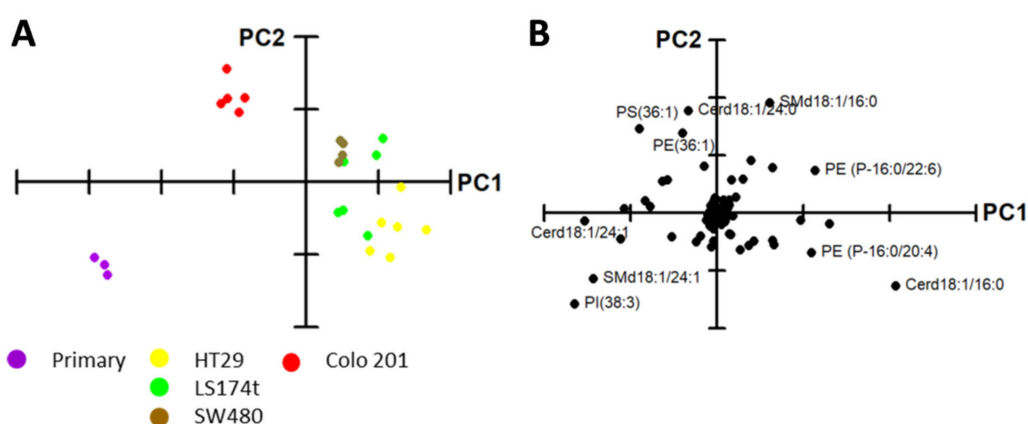 A
PC2
PC1
Primary
HT29
LS174t
SW480
Colo 201
B
PC2
PC1
SMd18:1/16:0
PS(36:1)
Cerd18:1/24:0
PE(36:1)
PE (P-16:0/22:6)
Cerd18:1/24:1
PE (P-16:0/20:4)
SMd18:1/24:1
Cerd18:1/16:0
PI(38:3)